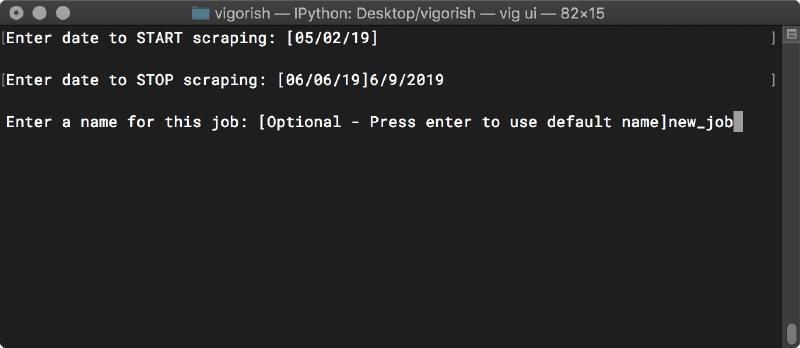 vigorish — IPython: Desktop/vigorish — vig ui — 82×15
[Enter date to START scraping: [05/02/19] ]
[Enter date to STOP scraping: [06/06/19]6/9/2019 ]
Enter a name for this job: [Optional - Press enter to use default name]new_job